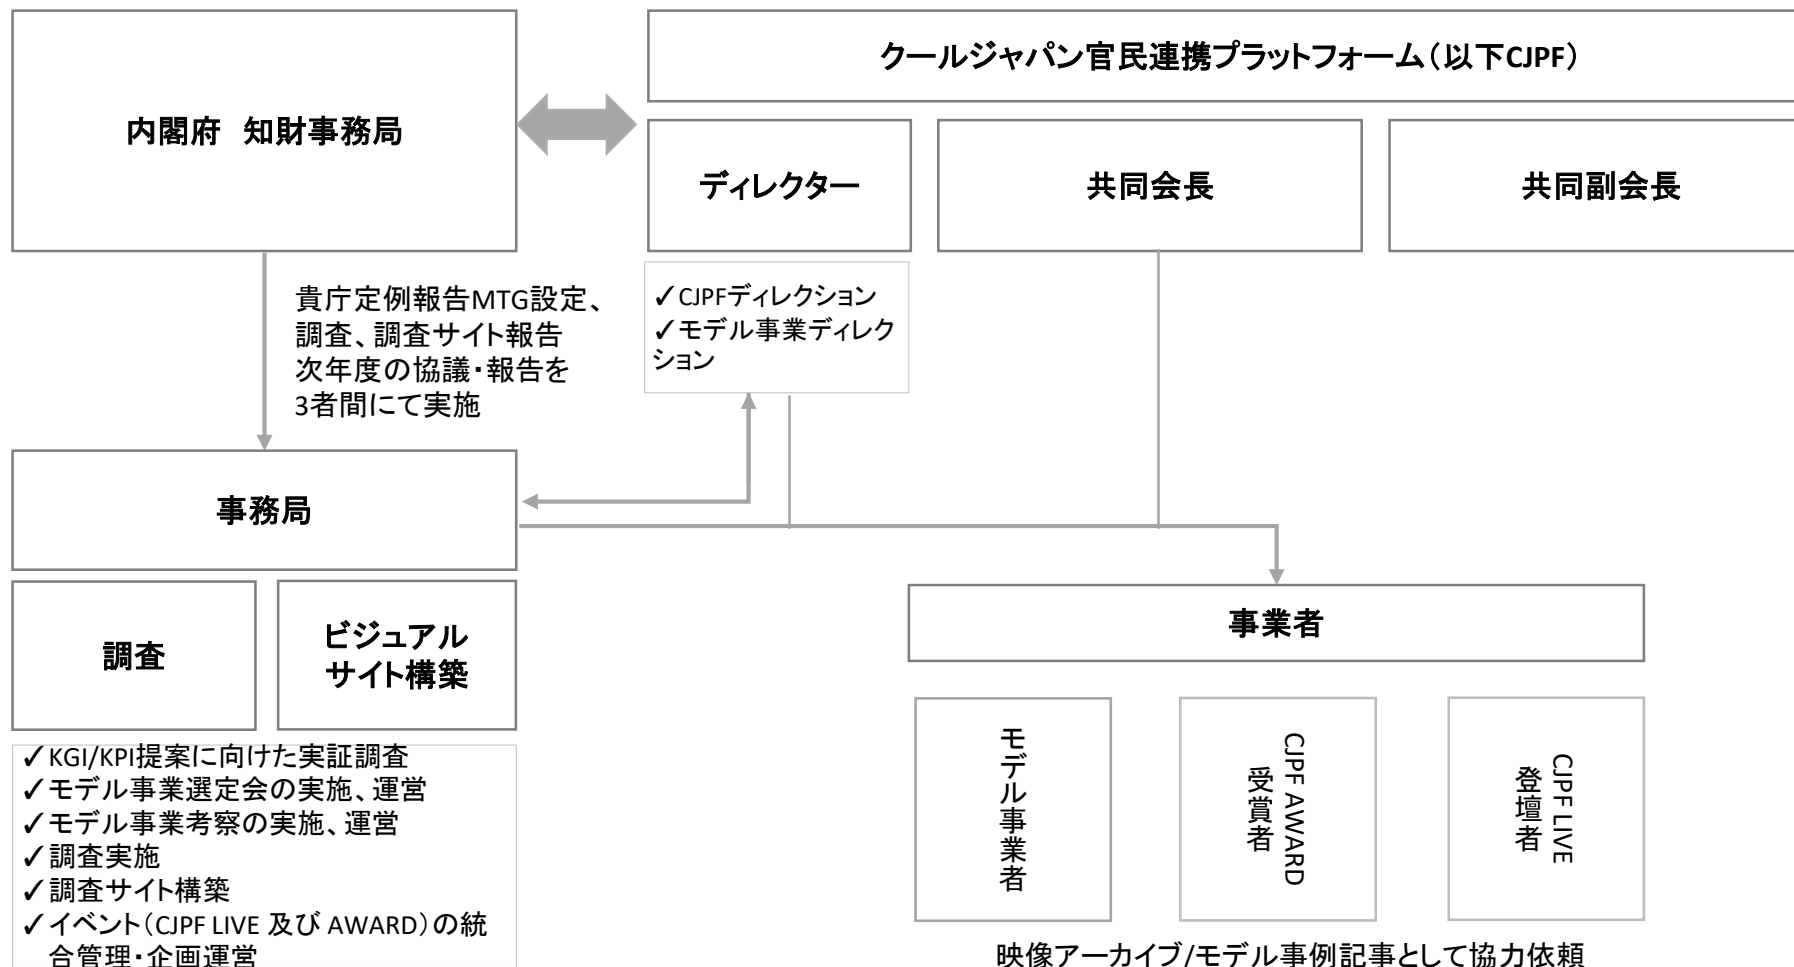 内閣府 知財事務局
クールジャパン官民連携プラットフォーム（以下CJPF）
ディレクター
共同会長
共同副会長
貴庁定例報告MTG設定、
調査、調査サイト報告
次年度の協議・報告を
3者間にて実施
✓CJPFディレクション
✓モデル事業ディレク
ション
事務局
調査
ビジュアル
サイト構築
✓KGI/KPI提案に向けた実証調査
✓モデル事業選定会の実施、運営
✓モデル事業考察の実施、運営
✓調査実施
✓調査サイト構築
✓イベント（CJPF LIVE 及び AWARD）の統
合管理・企画運営
事業者
モデル事業者
CJPF AWARD
受賞者
CJPF LIVE
登壇者
映像アーカイブ/モデル事例記事として協力依頼